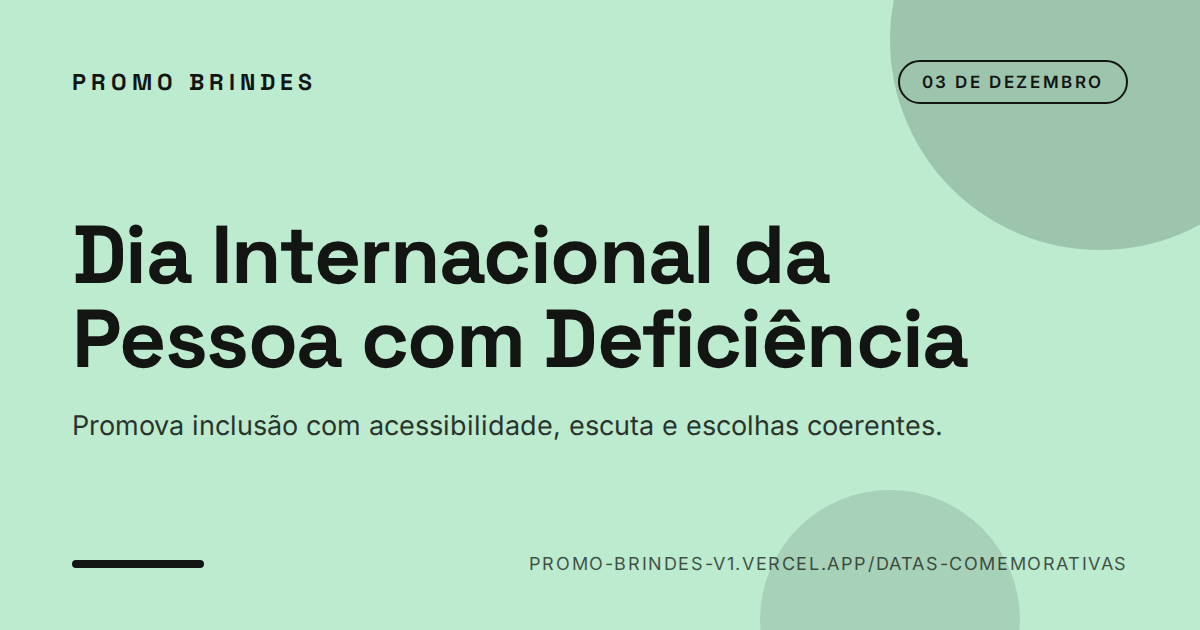 PROMO BRINDES
03 DE DEZEMBRO
Dia Internacional da
Pessoa com Deficiência
Promova inclusão com acessibilidade, escuta e escolhas coerentes.
PROMO-BRINDES-V1.VERCEL.APP/DATAS-COMEMORATIVAS